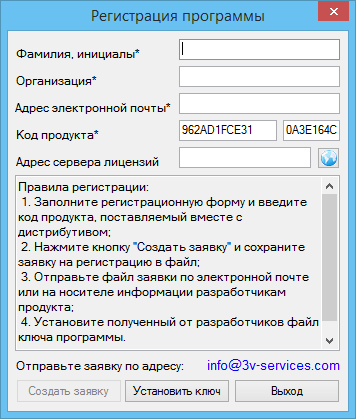 Регистрация программы
Фамилия, инициалы*
Организация*
Адрес электронной почты*
Код продукта* 962AD1FCE31 0A3E164C
Адрес сервера лицензий
Правила регистрации:
1. Заполните регистрационную форму и введите
код продукта, поставляемый вместе с
дистрибутивом;
2. Нажмите кнопку "Создать заявку" и сохраните
заявку на регистрацию в файл;
3. Отправьте файл заявки по электронной почте
или на носителе информации разработчикам
продукта;
4. Установите полученный от разработчиков файл
ключа программы.
Отправьте заявку по адресу: info@3v-services.com
Создать заявку Установить ключ Выход